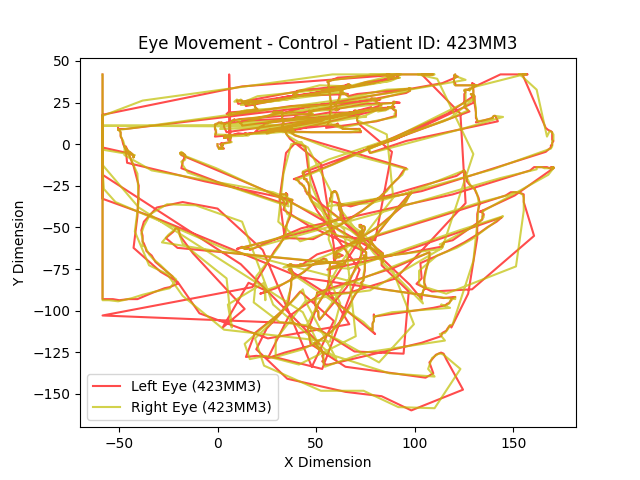 Eye Movement - Control - Patient ID: 423MM3
Y Dimension
50
25
0
−25
−50
−75
−100
−125
−150
Left Eye (423MM3)
Right Eye (423MM3)
−50
0
50
100
150
X Dimension